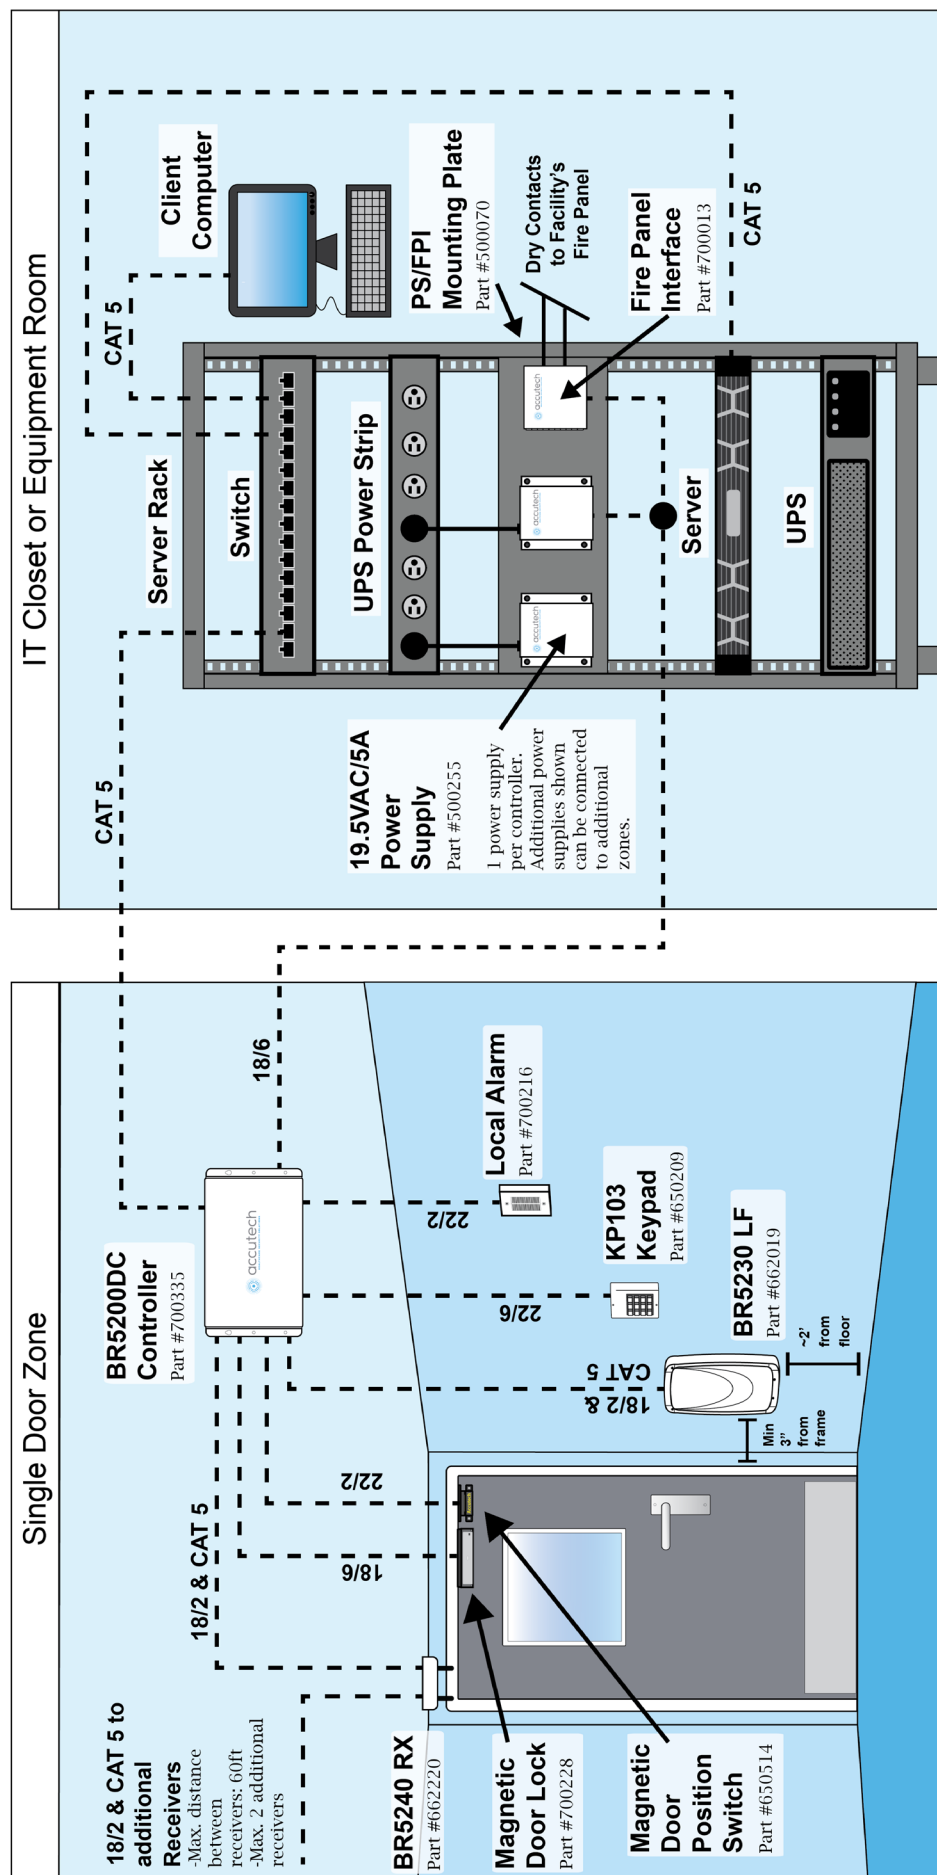 Single Door Zone
18/2 & CAT 5 to
additional
Receivers
-Max. distance
between
receivers: 60ft
-Max. 2 additional
receivers
18/2 & CAT 5
BR5200DC
Controller
Part #700335
accutech
CAT 5
18/6
18/6
22/2
18/2 &
CAT 5
22/6
22/2
BR5240 RX
Part #662220
Magnetic
Door Lock
Part #700228
Magnetic
Door
Position
Switch
Part #650514
Local Alarm
Part #700216
KP103
Keypad
Part #650209
BR5230 LF
Part #662019
Min
3"
from
frame
~2'
from
floor
IT Closet or Equipment Room
Server Rack
CAT 5
Client
Computer
Switch
UPS Power Strip
19.5VAC/5A
Power
Supply
Part #500255
1 power supply
per controller.
Additional power
supplies shown
can be connected
to additional
zones.
accutech
accutech
accutech
PS/FPI
Mounting Plate
Part #500070
Dry Contacts
to Facility's
Fire Panel
Fire Panel
Interface
Part #700013
Server
CAT 5
UPS